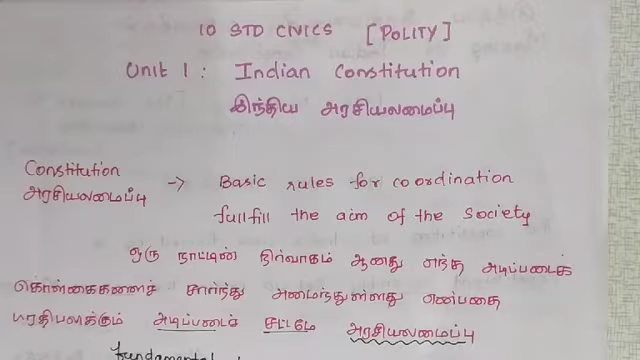 10 STD CIVICS [POLITY]
Unit 1 : Indian Constitution
இந்திய அரசியலமைப்பு
Constitution → Basic rules for coordination
அரசியலமைப்பு fullfill the aim of the Society
ஒரு நாட்டின் நிர்வாகம் ஆனது எந்த அடிப்படைக்
கொள்கைகளைச் சார்ந்து அமைந்துள்ளது என்பதை
பிரதிபலிக்கும் அடிப்படைச் சட்டமே அரசியலமைப்பு
fundamental